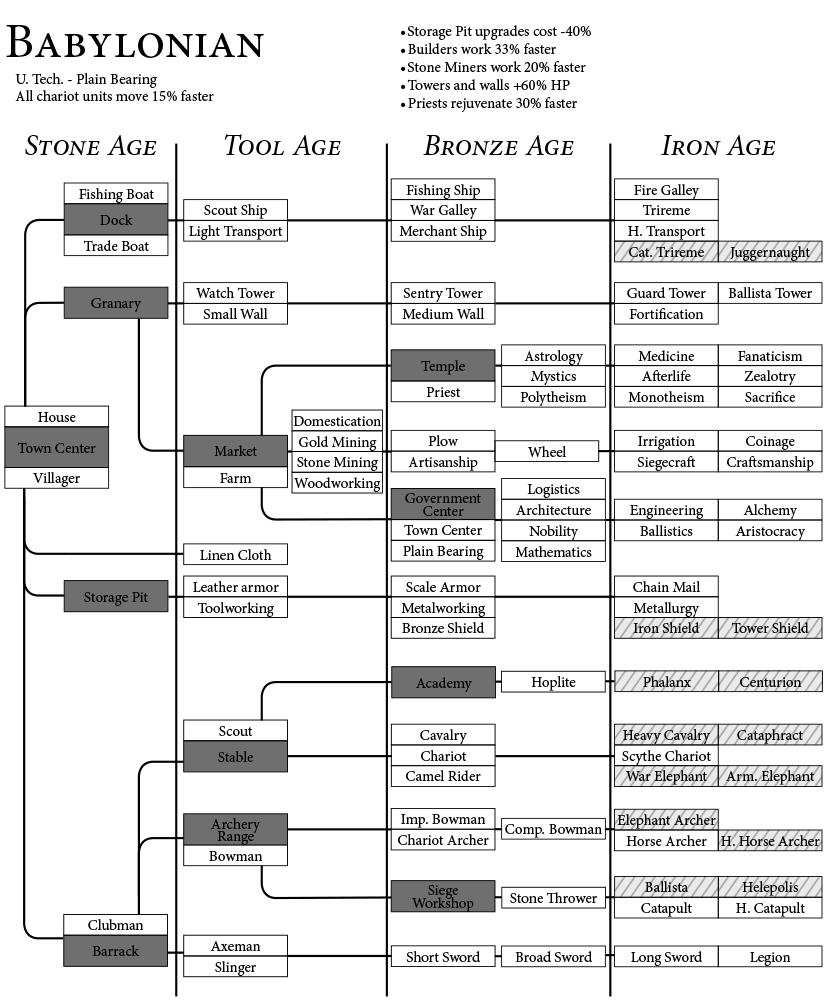 BABYLONIAN
U. Tech. - Plain Bearing
All chariot units move 15% faster
•Storage Pit upgrades cost -40%
•Builders work 33% faster
•Stone Miners work 20% faster
•Towers and walls +60% HP
•Priests rejuvenate 30% faster
STONE AGE
TOOL AGE
BRONZE AGE
IRON AGE
Fishing Boat
Dock
Trade Boat
Scout Ship
Light Transport
Fishing Ship
War Galley
Merchant Ship
Fire Galley
Trireme
H. Transport
Cat. Trireme
Juggernaught
Granary
Watch Tower
Small Wall
Sentry Tower
Medium Wall
Guard Tower
Ballista Tower
Fortification
Temple
Priest
Astrology
Mystics
Polytheism
Medicine
Fanaticism
Afterlife
Zealotry
Monotheism
Sacrifice
House
Town Center
Villager
Market
Farm
Domestication
Gold Mining
Stone Mining
Woodworking
Plow
Artisanship
Wheel
Irrigation
Coinage
Siegecraft
Craftsmanship
Government
Center
Town Center
Plain Bearing
Logistics
Architecture
Nobility
Mathematics
Engineering
Alchemy
Ballistics
Aristocracy
Linen Cloth
Storage Pit
Leather armor
Toolworking
Scale Armor
Metalworking
Bronze Shield
Chain Mail
Metallurgy
Iron Shield
Tower Shield
Academy
Hoplite
Phalanx
Centurion
Scout
Stable
Cavalry
Chariot
Camel Rider
Heavy Cavalry
Cataphract
Scythe Chariot
War Elephant
Arm. Elephant
Archery
Range
Bowman
Imp. Bowman
Chariot Archer
Comp. Bowman
Elephant Archer
Horse Archer
H. Horse Archer
Siege
Workshop
Stone Thrower
Ballista
Helepolis
Catapult
H. Catapult
Clubman
Barrack
Axeman
Slinger
Short Sword
Broad Sword
Long Sword
Legion